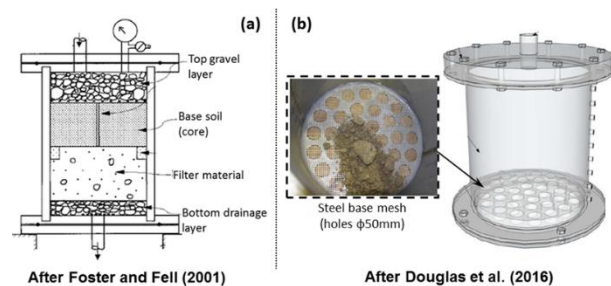 (a)
Top gravel
layer
Base soil
(core)
Filter material
Bottom drainage
layer
After Foster and Fell (2001)
(b)
Steel base mesh
(holes ϕ50mm)
After Douglas et al. (2016)